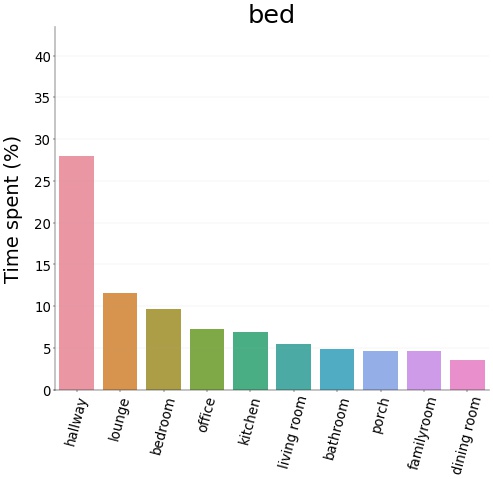 bed
Time spent (%)
40
35
30
25
20
15
10
5
0
hallway
lounge
bedroom
office
kitchen
living room
bathroom
porch
familyroom
dining room